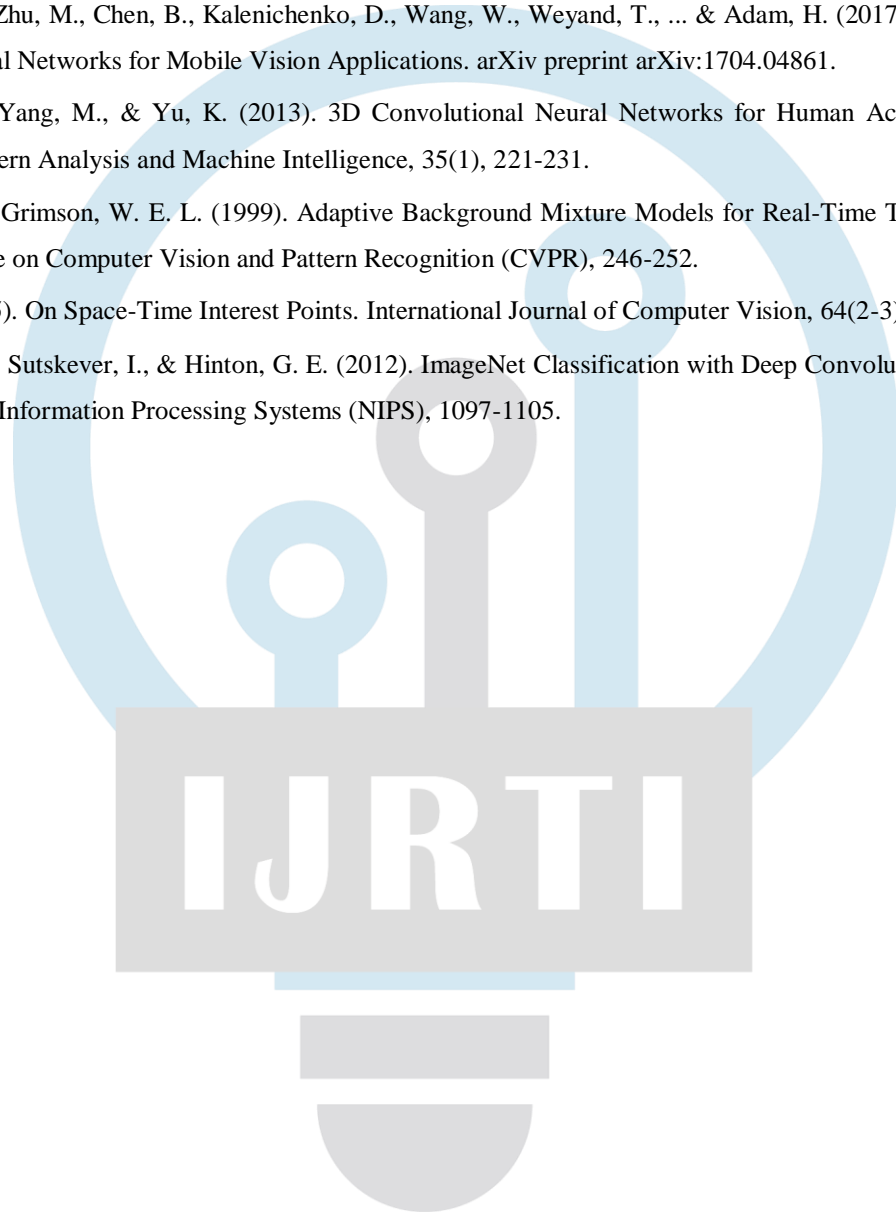 Zhu, M., Chen, B., Kalenichenko, D., Wang, W., Weyand, T., ... & Adam, H. (2017
al Networks for Mobile Vision Applications. arXiv preprint arXiv:1704.04861.
Yang, M., & Yu, K. (2013). 3D Convolutional Neural Networks for Human Ac
ern Analysis and Machine Intelligence, 35(1), 221-231.
Grimson, W. E. L. (1999). Adaptive Background Mixture Models for Real-Time T
e on Computer Vision and Pattern Recognition (CVPR), 246-252.
5). On Space-Time Interest Points. International Journal of Computer Vision, 64(2-3)
Sutskever, I., & Hinton, G. E. (2012). ImageNet Classification with Deep Convolu
Information Processing Systems (NIPS), 1097-1105.
IJRTI